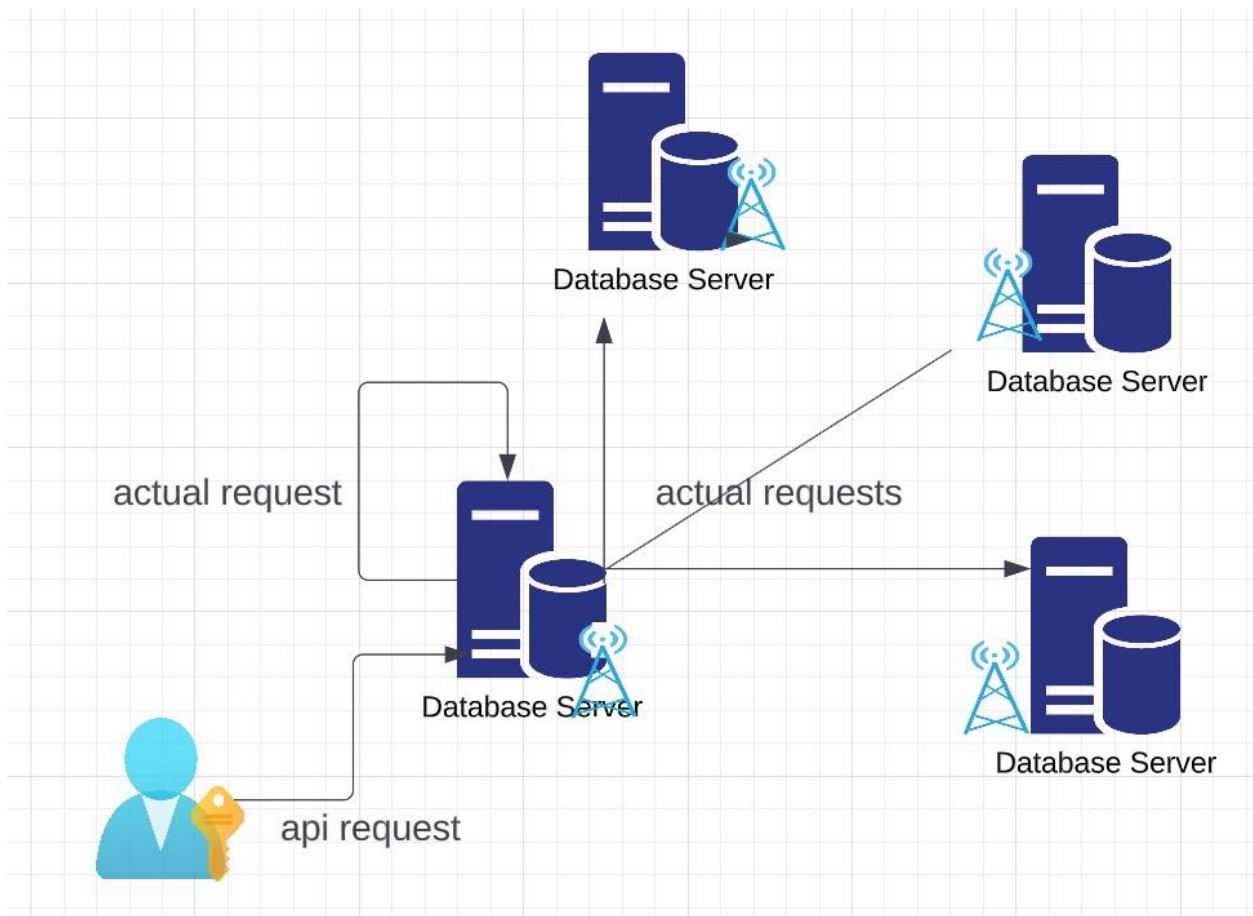 Database Server
Database Server
actual request
actual requests
Database Server
Database Server
api request